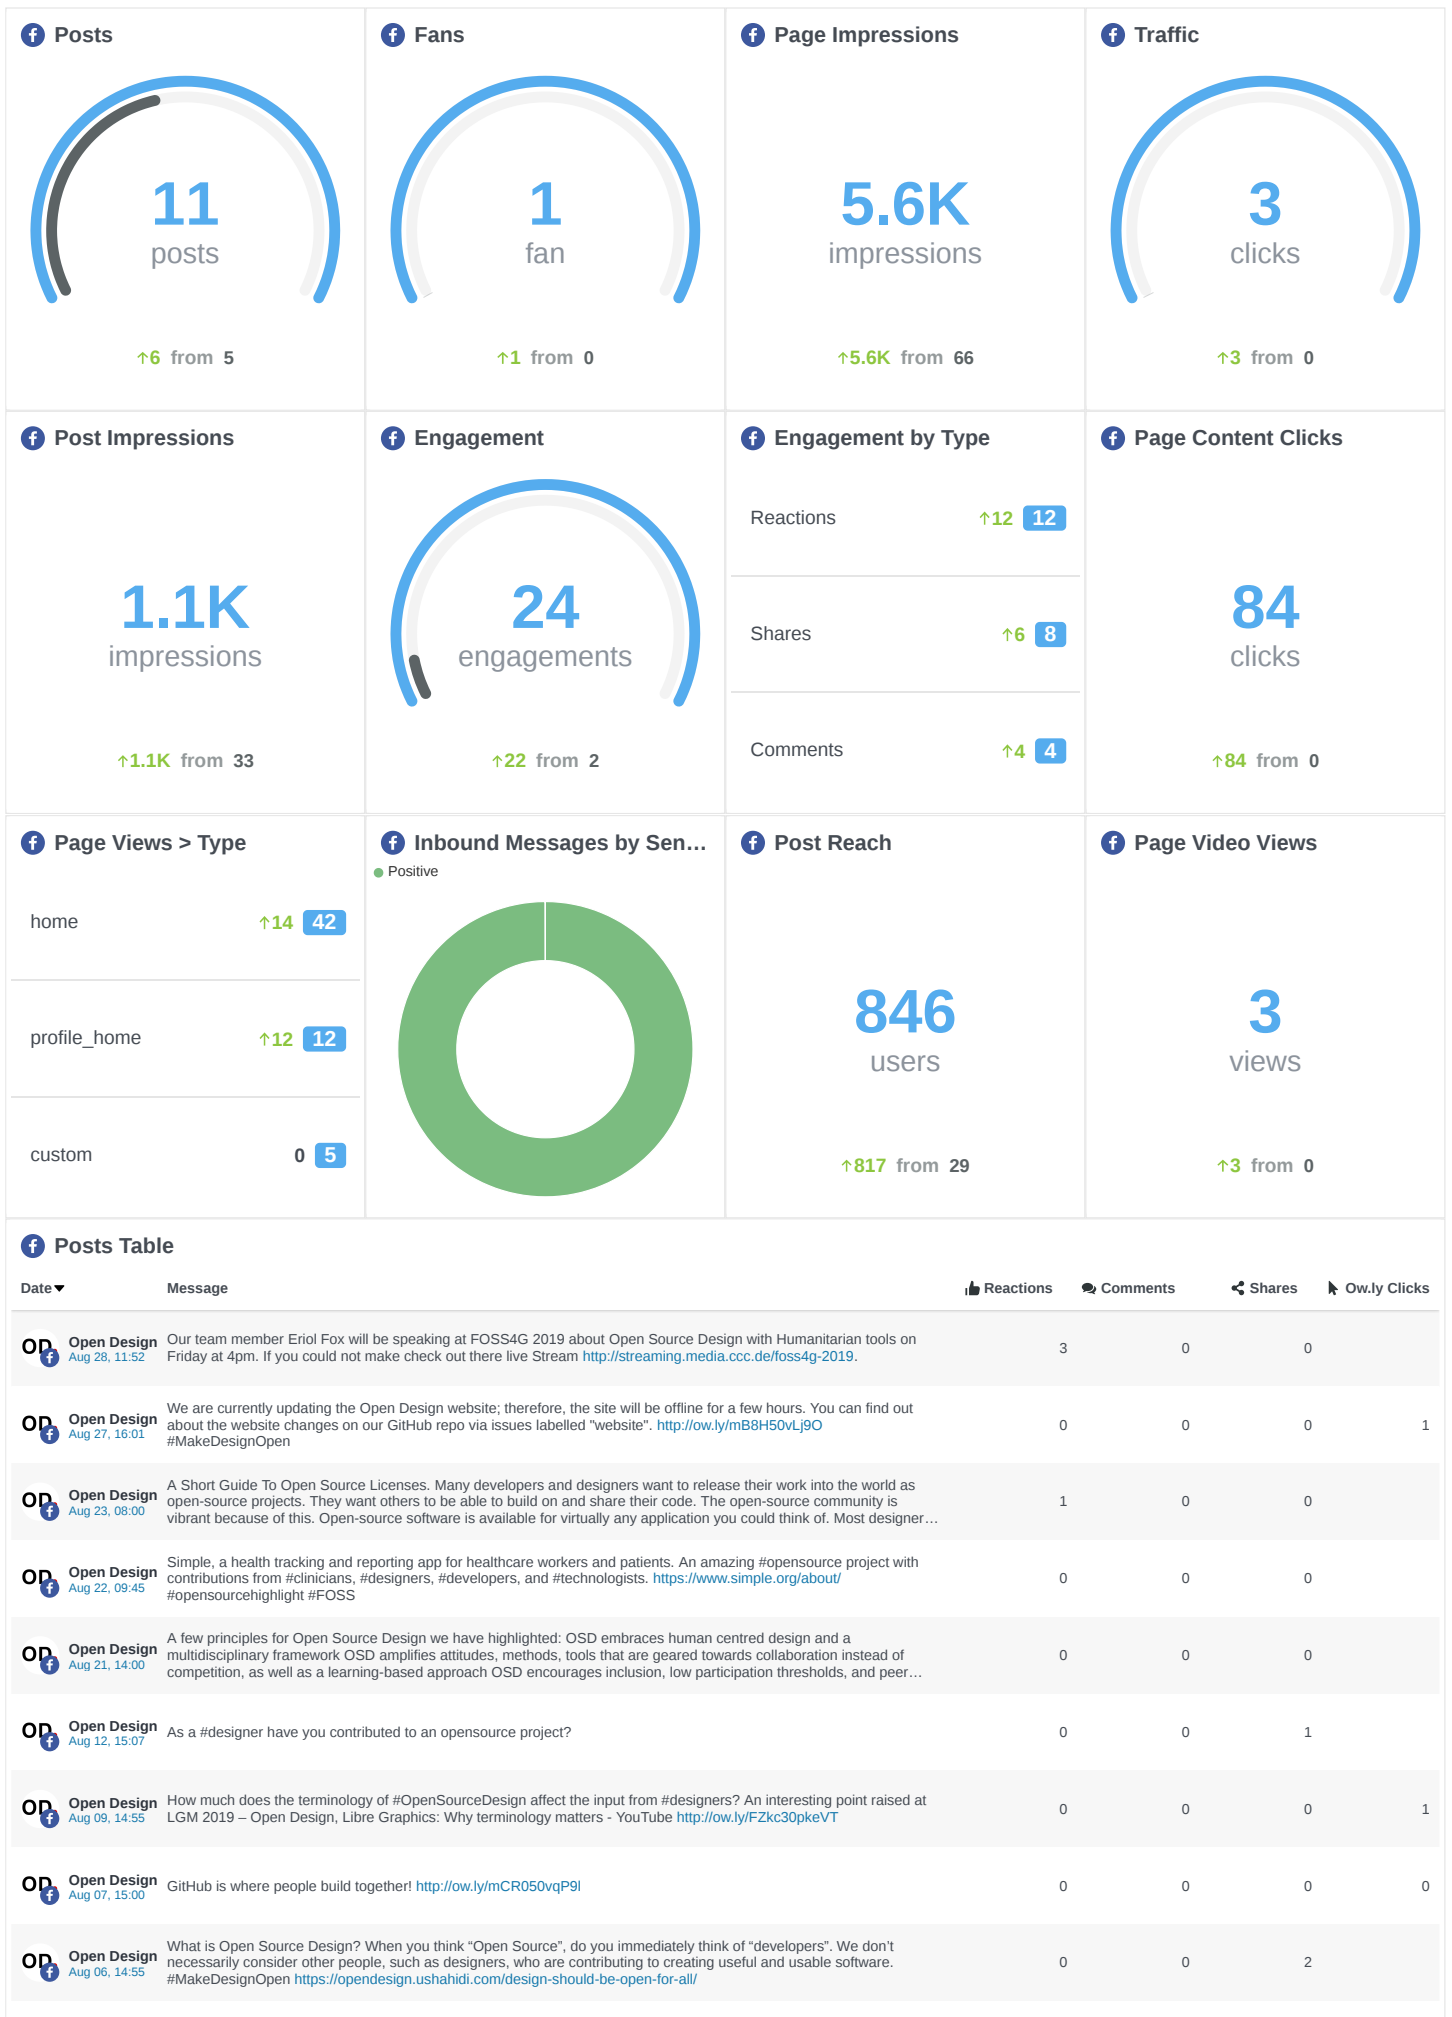 Posts
11
posts
↑6 from 5
Fans
1
fan
↑1 from 0
Page Impressions
5.6K
impressions
↑5.6K from 66
Traffic
3
clicks
↑3 from 0
Post Impressions
1.1K
impressions
↑1.1K from 33
Engagement
24
engagements
↑22 from 2
Engagement by Type
Reactions ↑12 12
Shares ↑6 8
Comments ↑4 4
Page Content Clicks
84
clicks
↑84 from 0
Page Views > Type
home ↑14 42
profile_home ↑12 12
custom 0 5
Inbound Messages by Sen…
Positive
Post Reach
846
users
↑817 from 29
Page Video Views
3
views
↑3 from 0
Posts Table
Date Message Reactions Comments Shares Ow.ly Clicks
OD Open Design
Aug 28, 11:52
Our team member Eriol Fox will be speaking at FOSS4G 2019 about Open Source Design with Humanitarian tools on
Friday at 4pm. If you could not make check out there live Stream http://streaming.media.ccc.de/foss4g-2019.
3 0 0
OD Open Design
Aug 27, 16:01
We are currently updating the Open Design website; therefore, the site will be offline for a few hours. You can find out
about the website changes on our GitHub repo via issues labelled "website". http://ow.ly/mB8H50vLj9O
#MakeDesignOpen
0 0 0 1
OD Open Design
Aug 23, 08:00
A Short Guide To Open Source Licenses. Many developers and designers want to release their work into the world as
open-source projects. They want others to be able to build on and share their code. The open-source community is
vibrant because of this. Open-source software is available for virtually any application you could think of. Most designer…
1 0 0
OD Open Design
Aug 22, 09:45
Simple, a health tracking and reporting app for healthcare workers and patients. An amazing #opensource project with
contributions from #clinicians, #designers, #developers, and #technologists. https://www.simple.org/about/
#opensourcehighlight #FOSS
0 0 0
OD Open Design
Aug 21, 14:00
A few principles for Open Source Design we have highlighted: OSD embraces human centred design and a
multidisciplinary framework OSD amplifies attitudes, methods, tools that are geared towards collaboration instead of
competition, as well as a learning-based approach OSD encourages inclusion, low participation thresholds, and peer…
0 0 0
OD Open Design
Aug 12, 15:07
As a #designer have you contributed to an opensource project?
0 0 1
OD Open Design
Aug 09, 14:55
How much does the terminology of #OpenSourceDesign affect the input from #designers? An interesting point raised at
LGM 2019 – Open Design, Libre Graphics: Why terminology matters - YouTube http://ow.ly/FZkc30pkeVT
0 0 0 1
OD Open Design
Aug 07, 15:00
GitHub is where people build together! http://ow.ly/mCR050vqP9l
0 0 0 0
OD Open Design
Aug 06, 14:55
What is Open Source Design? When you think “Open Source”, do you immediately think of “developers”. We don’t
necessarily consider other people, such as designers, who are contributing to creating useful and usable software.
#MakeDesignOpen https://opendesign.ushahidi.com/design-should-be-open-for-all/
0 0 2